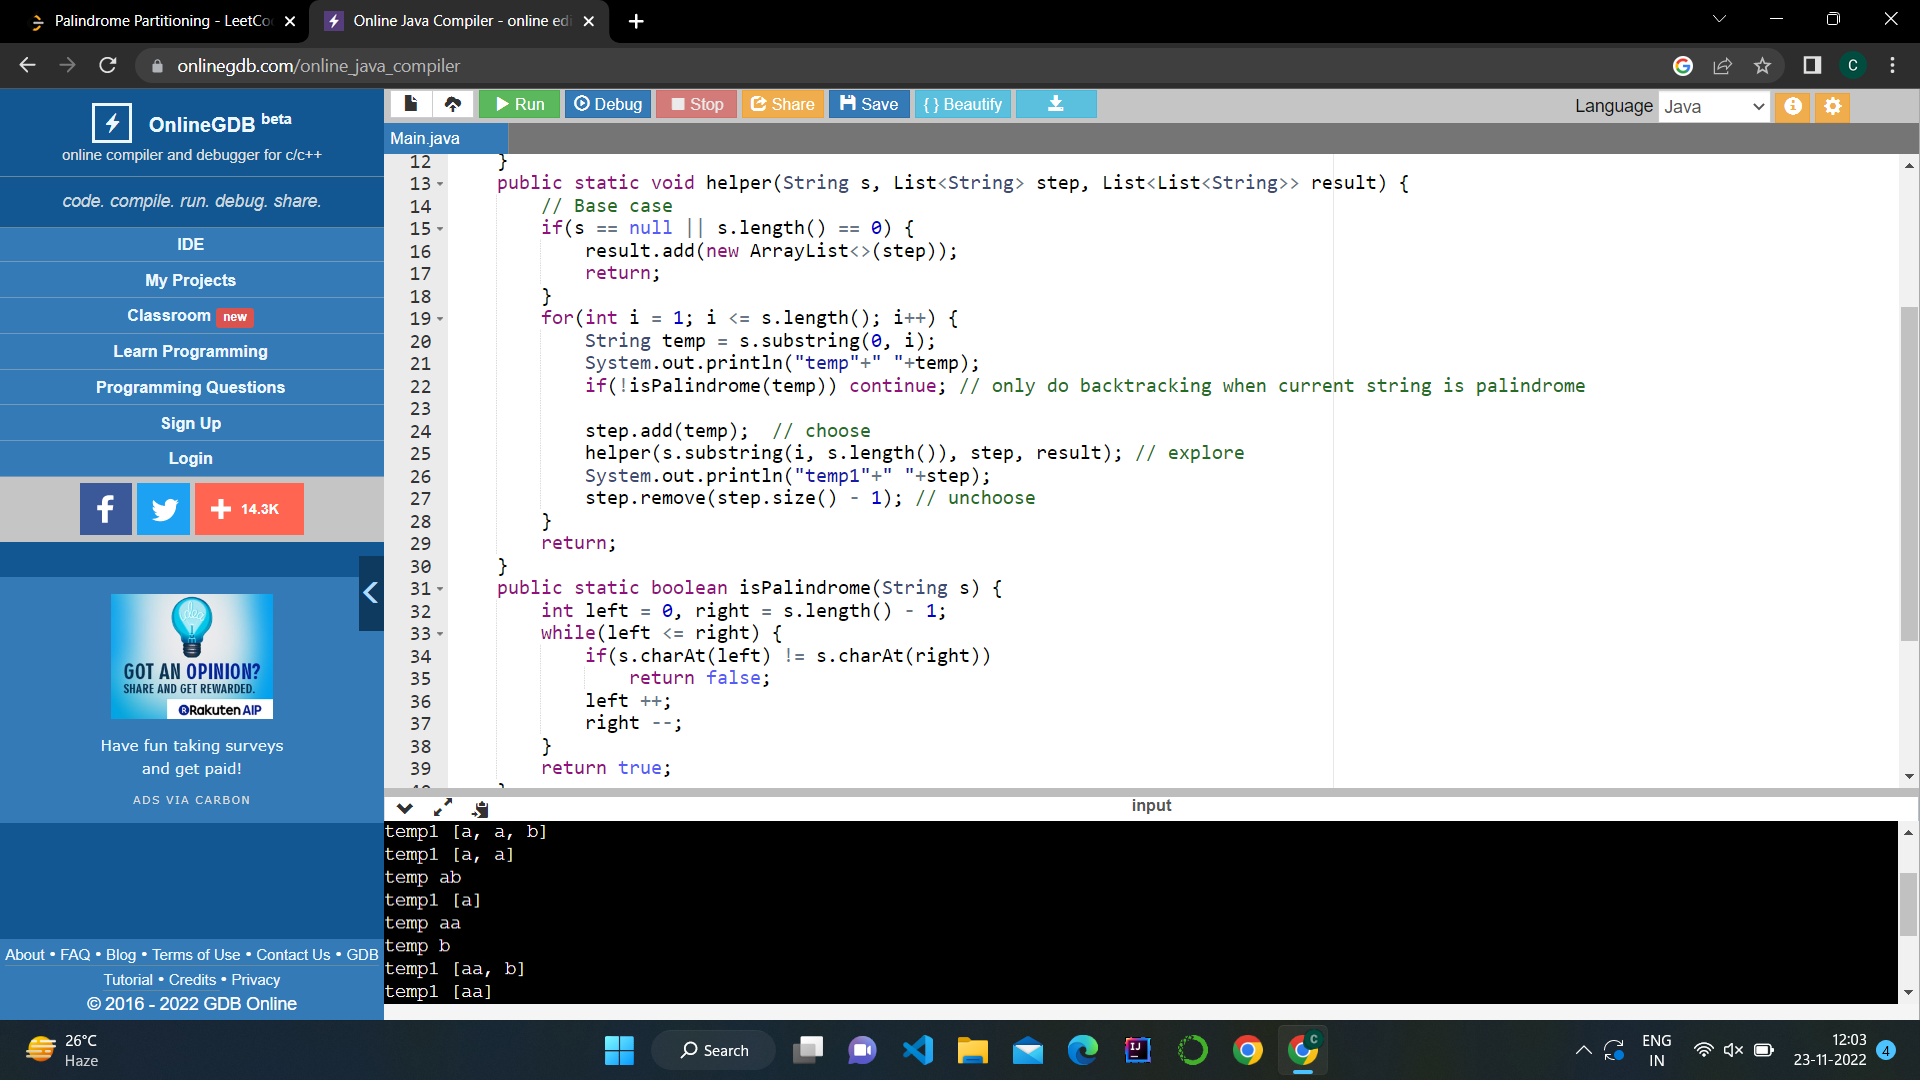 Palindrome Partitioning - LeetCo
Online Java Compiler - online edi
onlinegdb.com/online_java_compiler
C
OnlineGDB beta
online compiler and debugger for c/c++
code. compile. run. debug. share.
IDE
My Projects
Classroom new
Learn Programming
Programming Questions
Sign Up
Login
14.3K
GOT AN OPINION?
SHARE AND GET REWARDED.
Rakuten AIP
Have fun taking surveys
and get paid!
ADS VIA CARBON
About • FAQ • Blog • Terms of Use • Contact Us • GDB
Tutorial • Credits • Privacy
© 2016 - 2022 GDB Online
Run Debug Stop Share Save { } Beautify
Language Java
Main.java
12 }
13 public static void helper(String s, List<String> step, List<List<String>> result) {
14 // Base case
15 if(s == null || s.length() == 0) {
16 result.add(new ArrayList<>(step));
17 return;
18 }
19 for(int i = 1; i <= s.length(); i++) {
20 String temp = s.substring(0, i);
21 System.out.println("temp"+" "+temp);
22 if(!isPalindrome(temp)) continue; // only do backtracking when current string is palindrome
23
24 step.add(temp);  // choose
25 helper(s.substring(i, s.length()), step, result); // explore
26 System.out.println("temp1"+" "+step);
27 step.remove(step.size() - 1); // unchoose
28 }
29 return;
30 }
31 public static boolean isPalindrome(String s) {
32 int left = 0, right = s.length() - 1;
33 while(left <= right) {
34 if(s.charAt(left) != s.charAt(right))
35 return false;
36 left ++;
37 right --;
38 }
39 return true;
input
temp1 [a, a, b]
temp1 [a, a]
temp ab
temp1 [a]
temp aa
temp b
temp1 [aa, b]
temp1 [aa]
26°C
Haze
Search
ENG
IN
12:03
23-11-2022
4